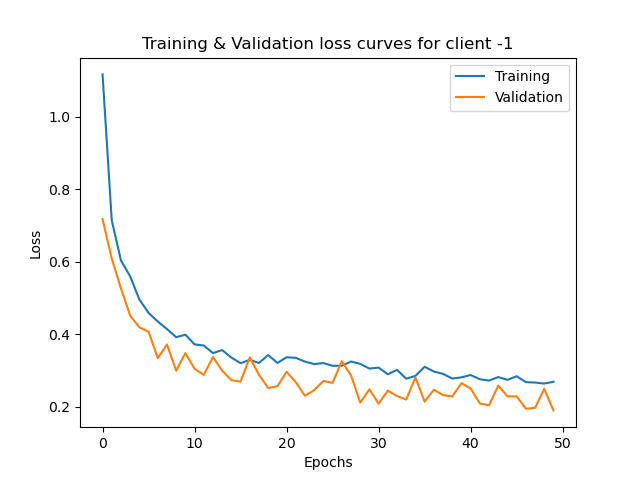 Training & Validation loss curves for client -1
Training
Validation
1.0
0.8
0.6
0.4
0.2
Loss
0
10
20
30
40
50
Epochs